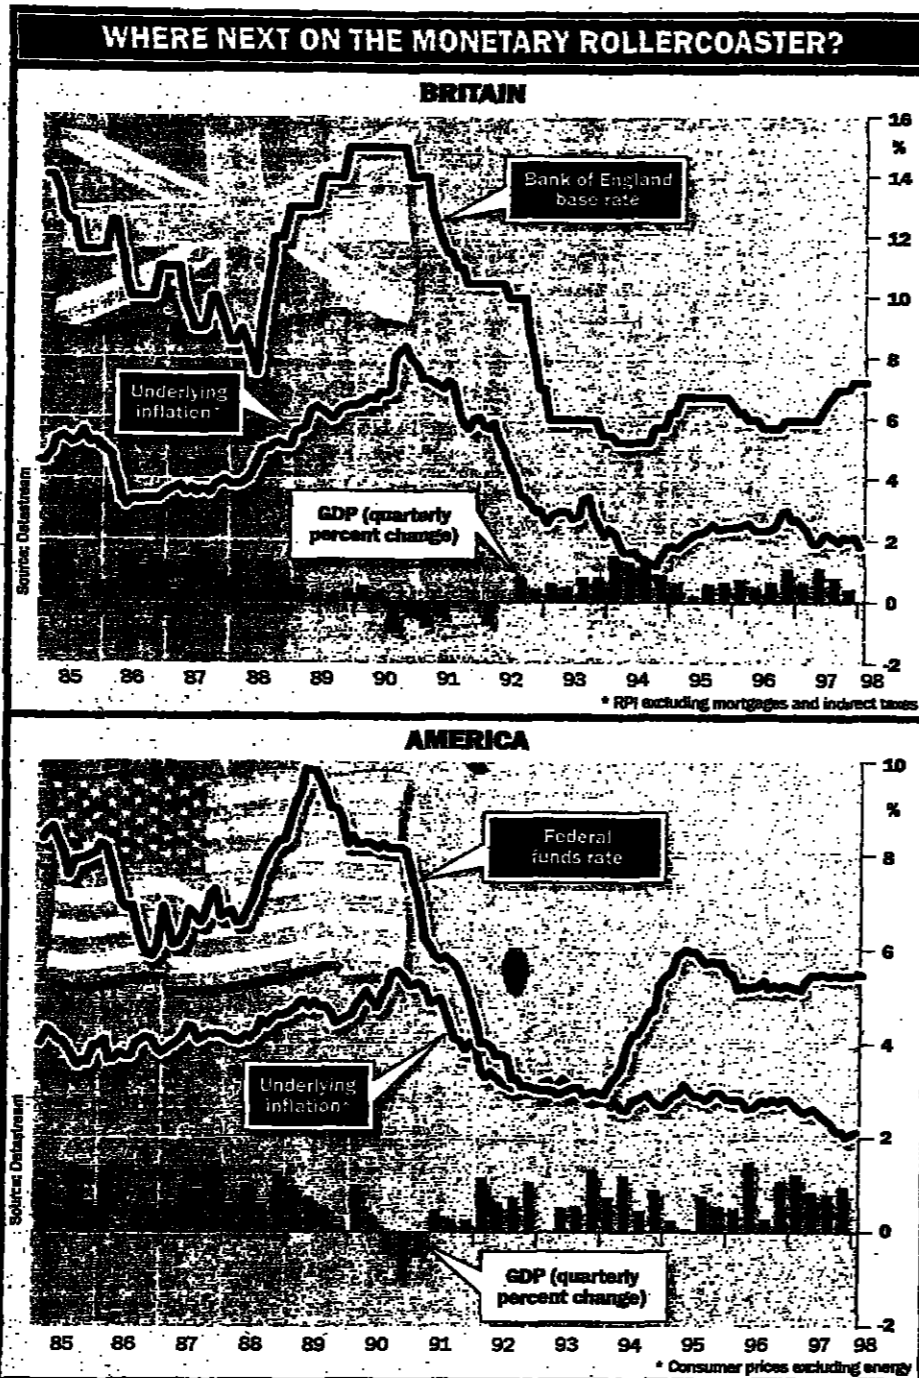 WHERE NEXT ON THE MONETARY ROLLERCOASTER?
BRITAIN
16
%
14
12
10
8
6
4
2
0
-2
Bank of England
base rate
Underlying
inflation*
GDP (quarterly
percent change)
Source: Datastream
85 86 87 88 89 90 91 92 93 94 95 96 97 98
* RPI excluding mortgages and indirect taxes
AMERICA
10
%
8
6
4
2
0
-2
Federal
funds rate
Underlying
inflation*
GDP (quarterly
percent change)
Source: Datastream
85 86 87 88 89 90 91 92 93 94 95 96 97 98
* Consumer prices excluding energy